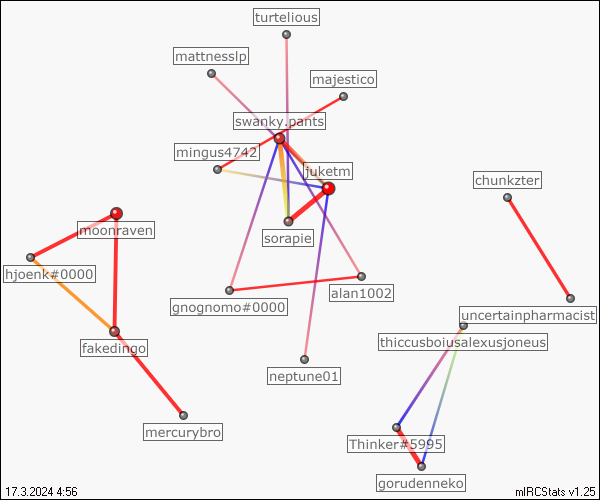 turtelious
mattnesslp
majestico
swanky.pants
mingus4742
juketm
chunkzter
moonraven
sorapie
hjoenk#0000
alan1002
gnognomo#0000
uncertainpharmacist
thiccusboiusalexusjoneus
fakedingo
neptune01
mercurybro
Thinker#5995
gorudenneko
17.3.2024 4:56
mIRCStats v1.25